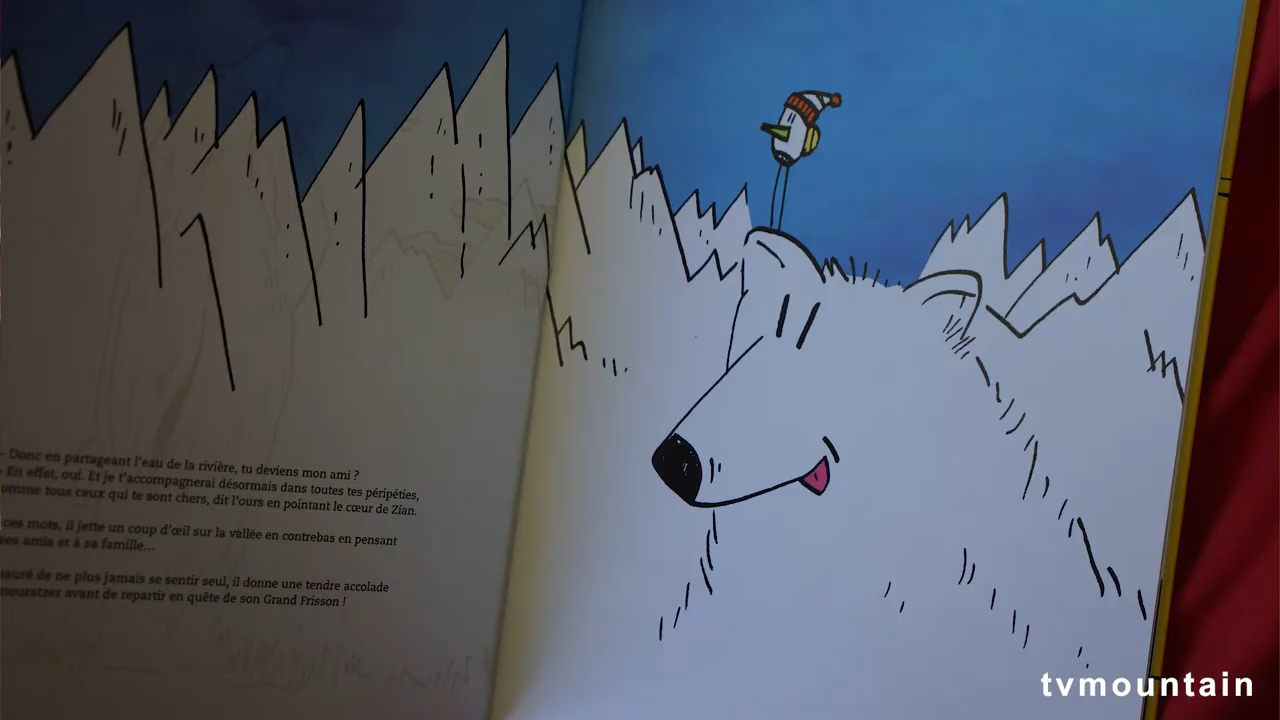 - Donc en partageant l'eau de la rivière, tu deviens mon ami ?
- En effet, oui. Et je t'accompagnerai désormais dans toutes tes péripéties,
omme tous ceux qui te sont chers, dit l'ours en pointant le cœur de Zian.
ces mots, il jette un coup d'œil sur la vallée en contrebas en pensant
ses amis et à sa famille...
de ne plus jamais se sentir seul, il donne une tendre accolade
avant de repartir en quête de son Grand Frisson !
tvmountain